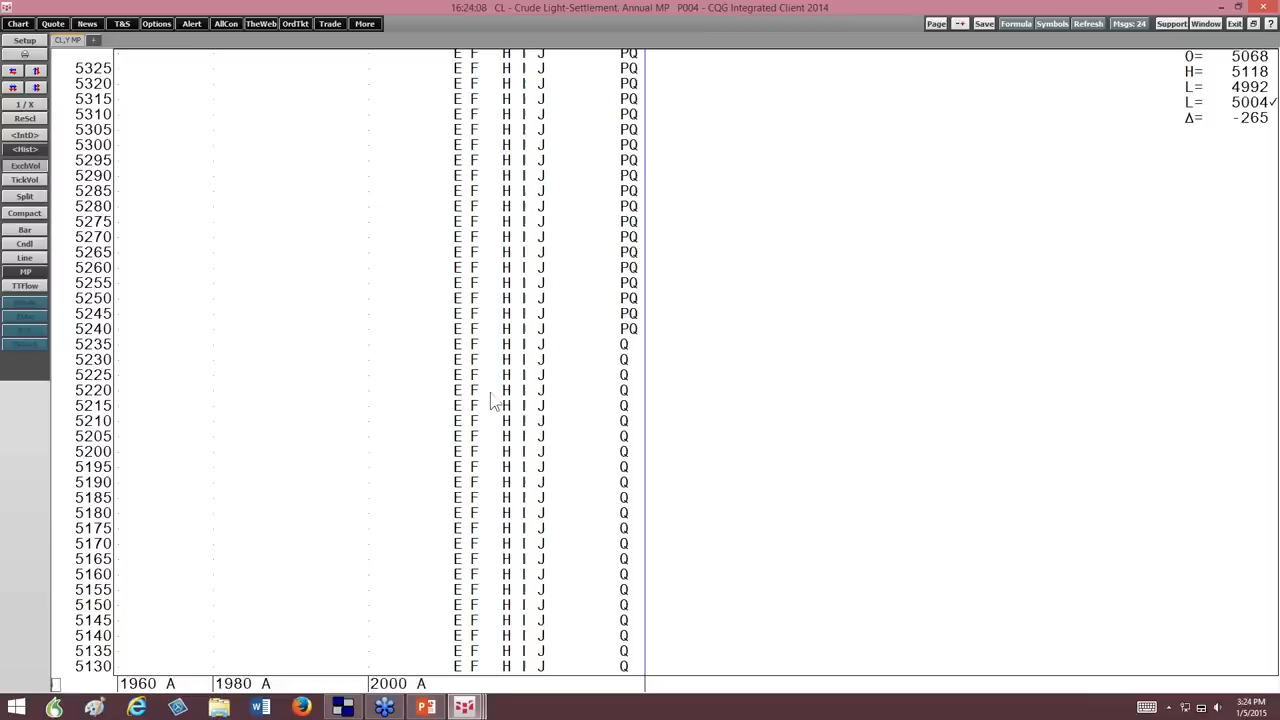 16:24:08 CL - Crude Light-Settlement, Annual MP P004 - CQG Integrated Client 2014
Chart Quote News T&S Options Alert AllCon TheWeb OrdTkt Trade More Page Save Formula Symbols Refresh Msgs: 24 Support Window Exit ?
Setup
CL,Y MP +
1 / X
ReScl
<IntD>
<Hist>
ExchVol
TickVol
Split
Compact
Bar
Cndl
Line
MP
TTFlow
O= 5068
H= 5118
L= 4992
L= 5004✓
Δ= -265
E F H I J PQ
5325 E F H I J PQ
5320 E F H I J PQ
5315 E F H I J PQ
5310 E F H I J PQ
5305 E F H I J PQ
5300 E F H I J PQ
5295 E F H I J PQ
5290 E F H I J PQ
5285 E F H I J PQ
5280 E F H I J PQ
5275 E F H I J PQ
5270 E F H I J PQ
5265 E F H I J PQ
5260 E F H I J PQ
5255 E F H I J PQ
5250 E F H I J PQ
5245 E F H I J PQ
5240 E F H I J PQ
5235 E F H I J Q
5230 E F H I J Q
5225 E F H I J Q
5220 E F H I J Q
5215 E F H I J Q
5210 E F H I J Q
5205 E F H I J Q
5200 E F H I J Q
5195 E F H I J Q
5190 E F H I J Q
5185 E F H I J Q
5180 E F H I J Q
5175 E F H I J Q
5170 E F H I J Q
5165 E F H I J Q
5160 E F H I J Q
5155 E F H I J Q
5150 E F H I J Q
5145 E F H I J Q
5140 E F H I J Q
5135 E F H I J Q
5130 E F H I J Q
1960 A 1980 A 2000 A
3:24 PM
1/5/2015